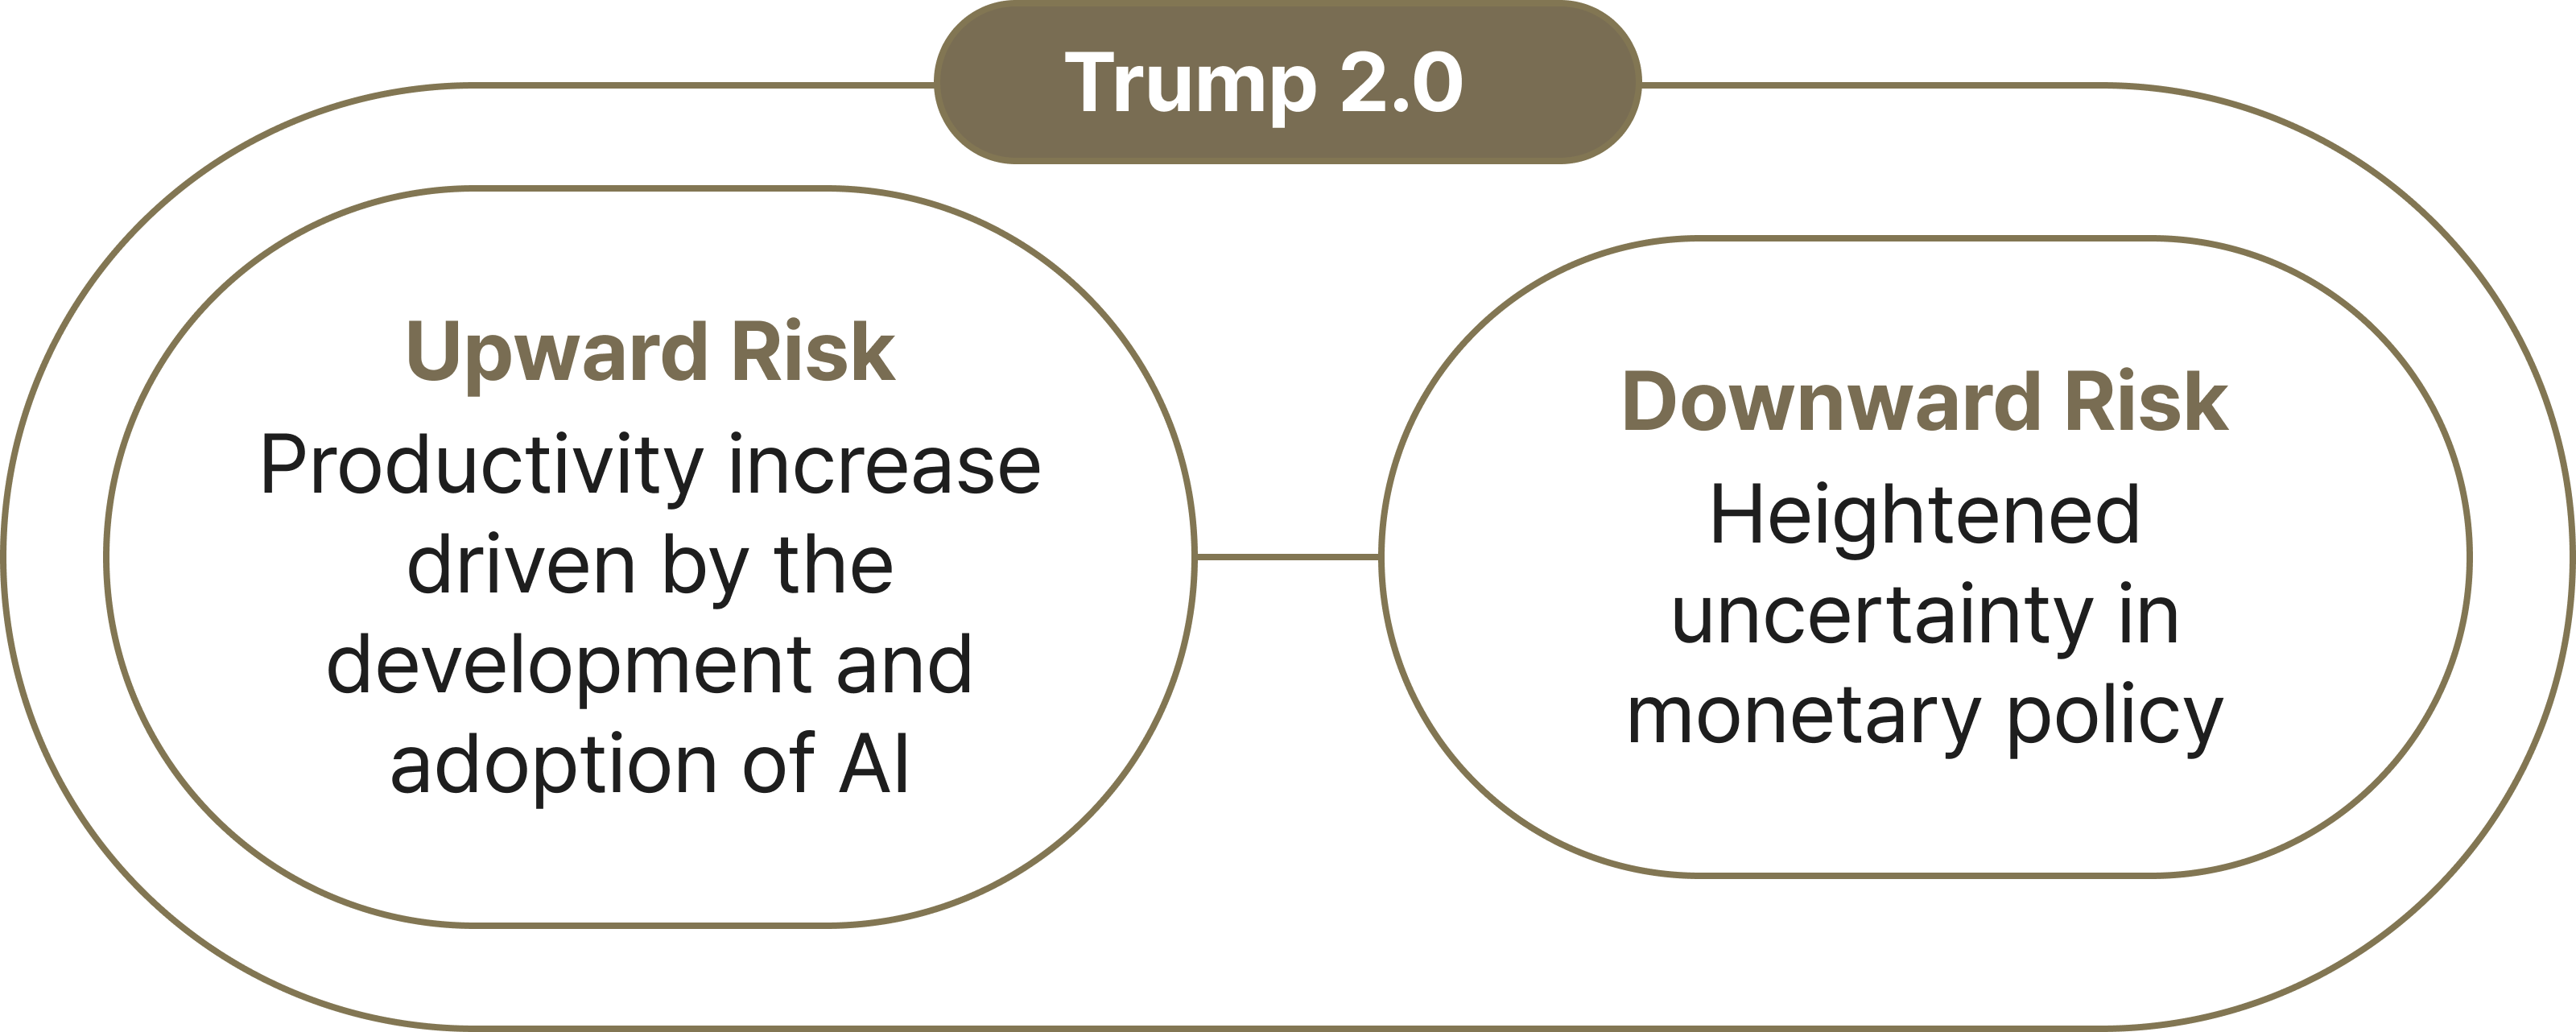 Trump 2.0
Upward Risk
Productivity increase
driven by the
development and
adoption of AI
Downward Risk
Heightened
uncertainty in
monetary policy